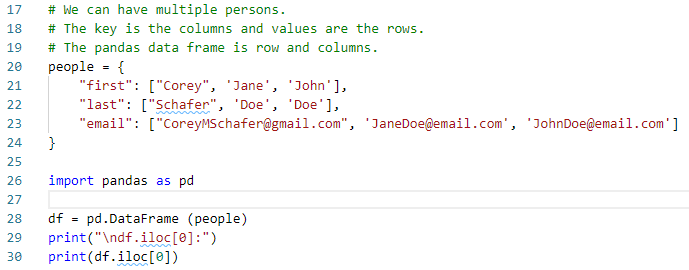 17 # We can have multiple persons.
18 # The key is the columns and values are the rows.
19 # The pandas data frame is row and columns.
20 people = {
21     "first": ["Corey", 'Jane', 'John'],
22     "last": ["Schafer", 'Doe', 'Doe'],
23     "email": ["CoreyMSchafer@gmail.com", 'JaneDoe@email.com', 'JohnDoe@email.com']
24 }
25
26 import pandas as pd
27
28 df = pd.DataFrame (people)
29 print("\ndf.iloc[0]:")
30 print(df.iloc[0])